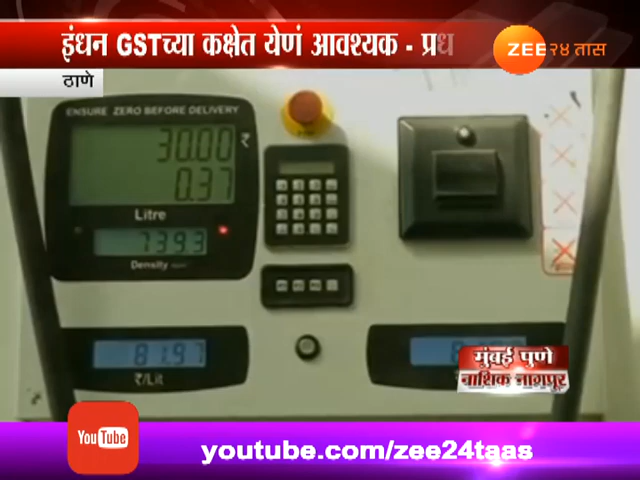 इंधन GSTच्या कक्षेत येणं आवश्यक - प्रध
ZEE २४ तास
ठाणे
ENSURE ZERO BEFORE DELIVERY
30.00 ₹
0.37
Litre
739.3
Density
81.97
₹/Lit
मुंबई पुणे
नाशिक नागपूर
YouTube
youtube.com/zee24taas